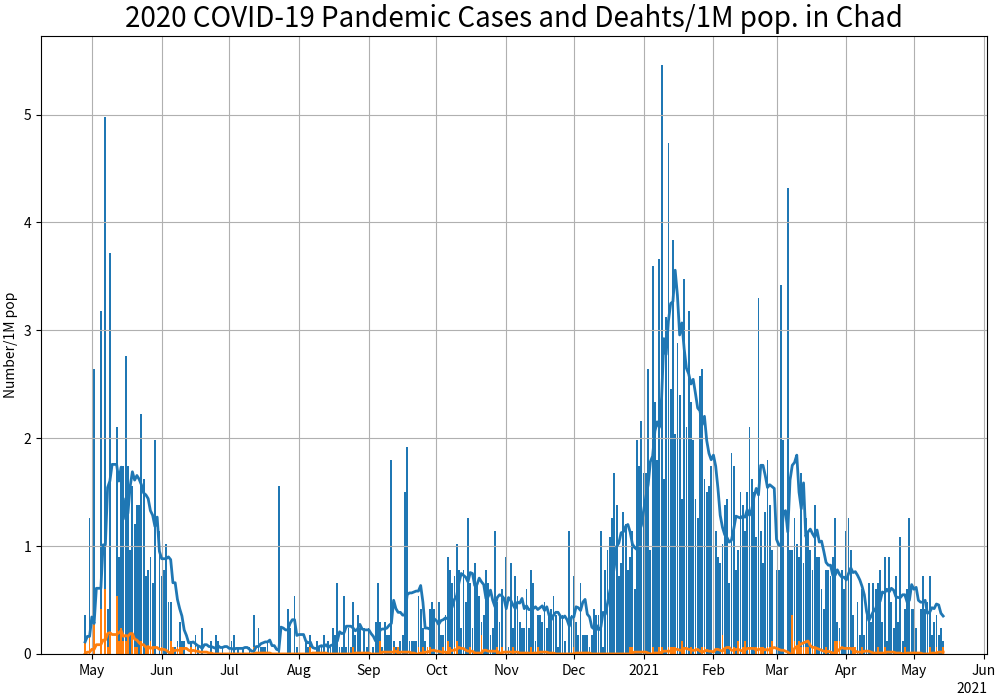 2020 COVID-19 Pandemic Cases and Deahts/1M pop. in Chad
Number/1M pop
5
4
3
2
1
0
May Jun Jul Aug Sep Oct Nov Dec 2021 Feb Mar Apr May Jun
2021